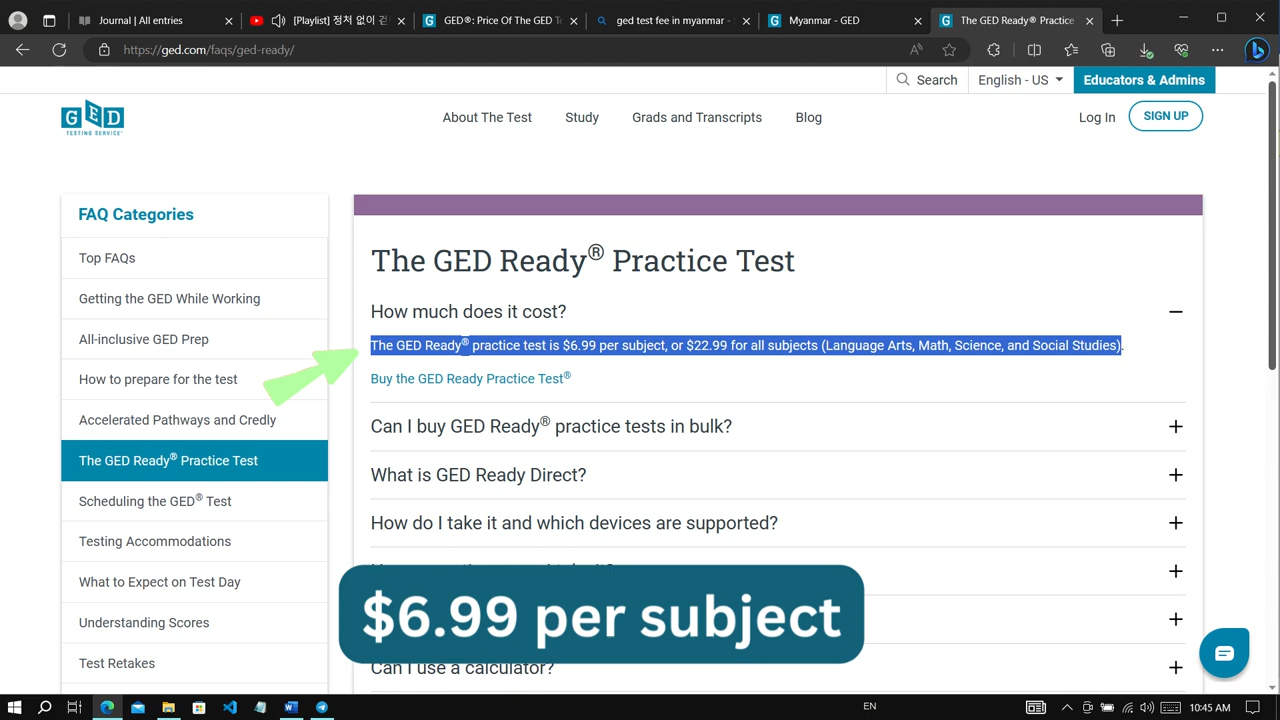 Journal | All entries
[Playlist] 정처 없이 걷
GED®: Price Of The GED T
ged test fee in myanmar -
Myanmar - GED
The GED Ready® Practice
https://ged.com/faqs/ged-ready/
Search
English - US
Educators & Admins
GED
TESTING SERVICE®
About The Test
Study
Grads and Transcripts
Blog
Log In
SIGN UP
FAQ Categories
Top FAQs
Getting the GED While Working
All-inclusive GED Prep
How to prepare for the test
Accelerated Pathways and Credly
The GED Ready® Practice Test
Scheduling the GED® Test
Testing Accommodations
What to Expect on Test Day
Understanding Scores
Test Retakes
The GED Ready® Practice Test
How much does it cost?
The GED Ready® practice test is $6.99 per subject, or $22.99 for all subjects (Language Arts, Math, Science, and Social Studies).
Buy the GED Ready Practice Test®
Can I buy GED Ready® practice tests in bulk?
What is GED Ready Direct?
How do I take it and which devices are supported?
$6.99 per subject
Can I use a calculator?
EN
10:45 AM